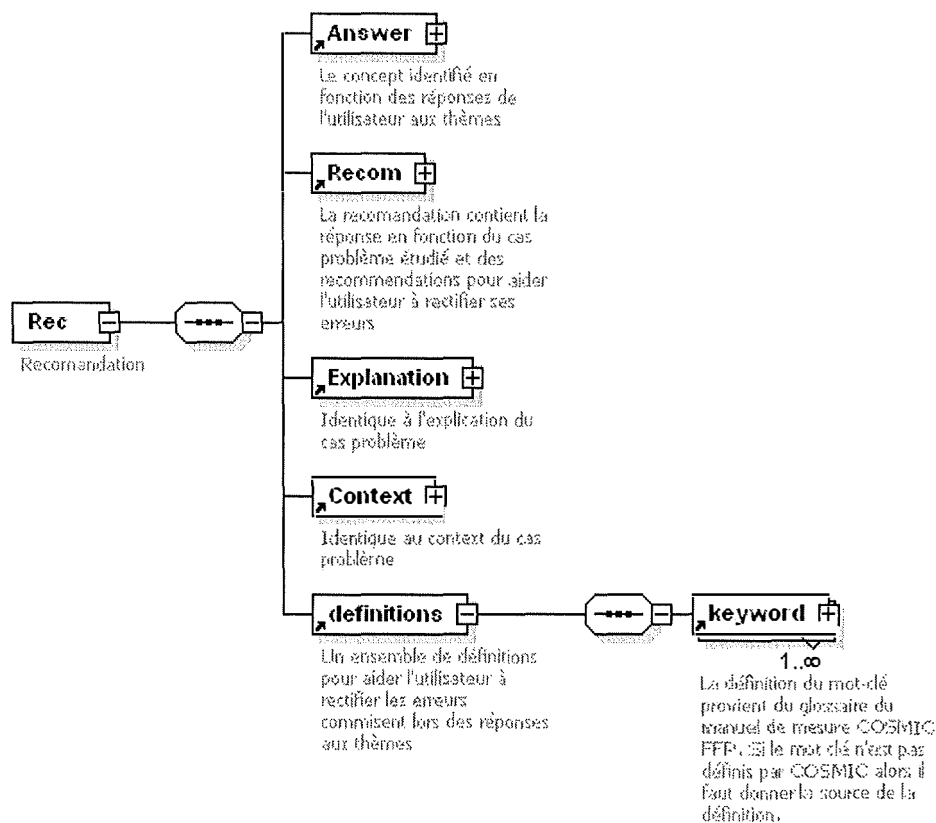 Answer
Le concept identifié en
fonction des réponses de
l'utilisateur aux thèmes
Recom
La recomandation contient la
réponse en fonction du cas
problème étudié et des
recommendations pour aider
l'utilisateur à rectifier ses
erreurs
Rec
Recomandation
Explanation
Identique à l'explication du
cas problème
Context
Identique au context du cas
problème
definitions
Un ensemble de définitions
pour aider l'utilisateur à
rectifier les erreurs
commisent lors des réponses
aux thèmes
keyword
1..∞
La définition du mot-clé
provient du glossaire du
manuel de mesure COSMIC
FFP. Si le mot clé n'est pas
définis par COSMIC alors il
faut donner la source de la
définition.